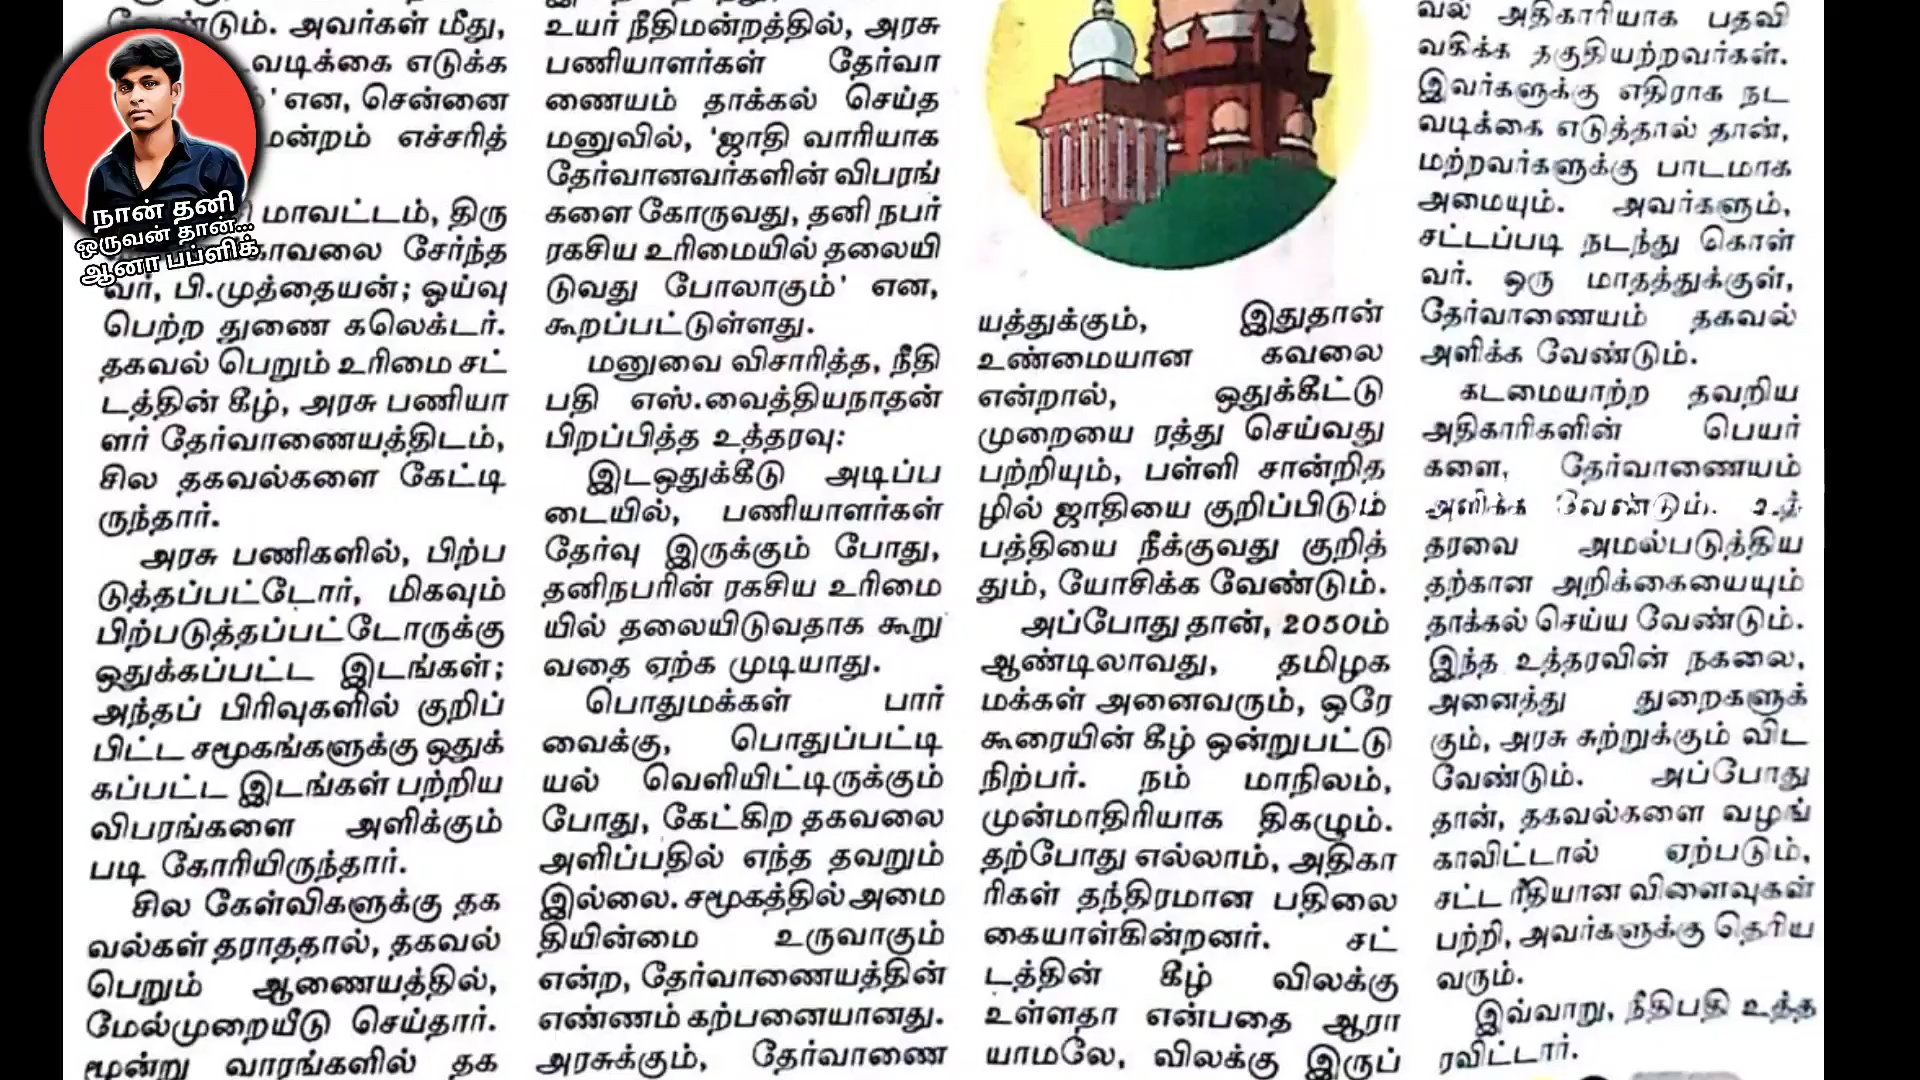 வேண்டும். அவர்கள் மீது,
வடிக்கை எடுக்க
' என, சென்னை
மன்றம் எச்சரித்
மாவட்டம், திரு
சேர்ந்த
வர், பி.முத்தையன்; ஓய்வு
பெற்ற துணை கலெக்டர்.
தகவல் பெறும் உரிமை சட்
டத்தின் கீழ், அரசு பணியா
ளர் தேர்வாணையத்திடம்,
சில தகவல்களை கேட்டி
ருந்தார்.
அரசு பணிகளில், பிற்ப
டுத்தப்பட்டோர், மிகவும்
பிற்படுத்தப்பட்டோருக்கு
ஒதுக்கப்பட்ட இடங்கள்;
அந்தப் பிரிவுகளில் குறிப்
பிட்ட சமூகங்களுக்கு ஒதுக்
கப்பட்ட இடங்கள் பற்றிய
விபரங்களை அளிக்கும்
படி கோரியிருந்தார்.
சில கேள்விகளுக்கு தக
வல்கள் தராததால், தகவல்
பெறும் ஆணையத்தில்,
மேல்முறையீடு செய்தார்.
மூன்று வாரங்களில் தக
உயர் நீதிமன்றத்தில், அரசு
பணியாளர்கள் தேர்வா
ணையம் தாக்கல் செய்த
மனுவில், 'ஜாதி வாரியாக
தேர்வானவர்களின் விபரங்
களை கோருவது, தனி நபர்
ரகசிய உரிமையில் தலையி
டுவது போலாகும்' என,
கூறப்பட்டுள்ளது.
மனுவை விசாரித்த, நீதி
பதி எஸ்.வைத்தியநாதன்
பிறப்பித்த உத்தரவு:
இடஒதுக்கீடு அடிப்ப
டையில், பணியாளர்கள்
தேர்வு இருக்கும் போது,
தனிநபரின் ரகசிய உரிமை
யில் தலையிடுவதாக கூறு
வதை ஏற்க முடியாது.
பொதுமக்கள் பார்
வைக்கு, பொதுப்பட்டி
யல் வெளியிட்டிருக்கும்
போது, கேட்கிற தகவலை
அளிப்பதில் எந்த தவறும்
இல்லை. சமூகத்தில் அமை
தியின்மை உருவாகும்
என்ற, தேர்வாணையத்தின்
எண்ணம் கற்பனையானது.
அரசுக்கும், தேர்வாணை
யத்துக்கும், இதுதான்
உண்மையான கவலை
என்றால், ஒதுக்கீட்டு
முறையை ரத்து செய்வது
பற்றியும், பள்ளி சான்றித
ழில் ஜாதியை குறிப்பிடும்
பத்தியை நீக்குவது குறித்
தும், யோசிக்க வேண்டும்.
அப்போது தான், 2050ம்
ஆண்டிலாவது, தமிழக
மக்கள் அனைவரும், ஒரே
கூரையின் கீழ் ஒன்றுபட்டு
நிற்பர். நம் மாநிலம்,
முன்மாதிரியாக திகழும்.
தற்போது எல்லாம், அதிகா
ரிகள் தந்திரமான பதிலை
கையாள்கின்றனர். சட்
டத்தின் கீழ் விலக்கு
உள்ளதா என்பதை ஆரா
யாமலே, விலக்கு இருப்
வல் அதிகாரியாக பதவி
வகிக்க தகுதியற்றவர்கள்.
இவர்களுக்கு எதிராக நட
வடிக்கை எடுத்தால் தான்,
மற்றவர்களுக்கு பாடமாக
அமையும். அவர்களும்,
சட்டப்படி நடந்து கொள்
வர். ஒரு மாதத்துக்குள்,
தேர்வாணையம் தகவல்
அளிக்க வேண்டும்.
கடமையாற்ற தவறிய
அதிகாரிகளின் பெயர்
களை, தேர்வாணையம்
அளிக்க வேண்டும். உத்
தரவை அமல்படுத்திய
தற்கான அறிக்கையையும்
தாக்கல் செய்ய வேண்டும்.
இந்த உத்தரவின் நகலை,
அனைத்து துறைகளுக்
கும், அரசு சுற்றுக்கும் விட
வேண்டும். அப்போது
தான், தகவல்களை வழங்
காவிட்டால் ஏற்படும்,
சட்ட ரீதியான விளைவுகள்
பற்றி, அவர்களுக்கு தெரிய
வரும்.
இவ்வாறு, நீதிபதி உத்த
ரவிட்டார்.
நான் தனி
ஒருவன் தான்...
ஆனா பப்ளிக்